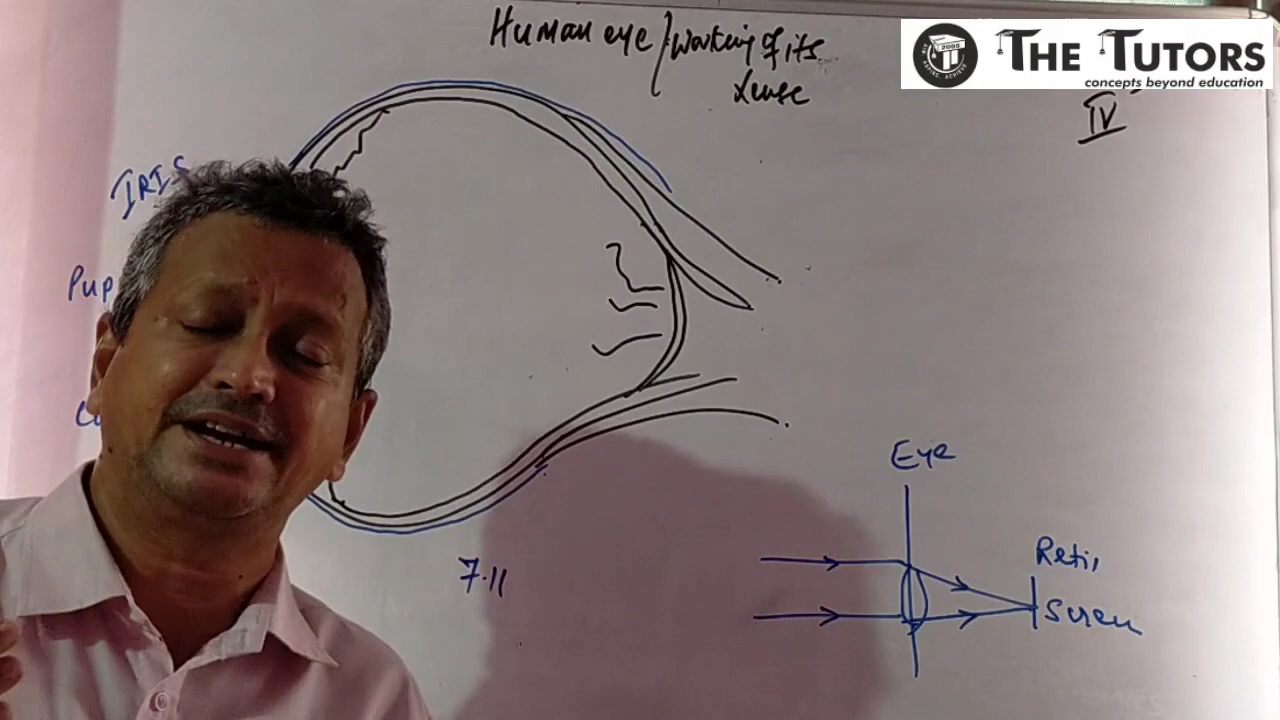 Human eye / Working of its
Lense
2005
THE TUTORS
concepts beyond education
IV
IRIS
Pup
Eye
7.11
Reti
Screen